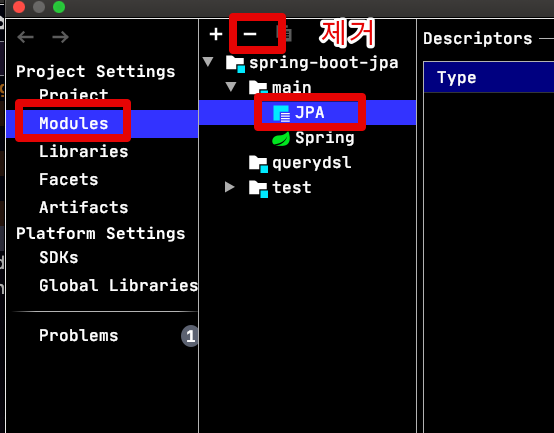 제거
Project Settings
Project
Modules
Libraries
Facets
Artifacts
Platform Settings
SDKs
Global Libraries
Problems
1
spring-boot-jpa
main
JPA
Spring
querydsl
test
Descriptors
Type